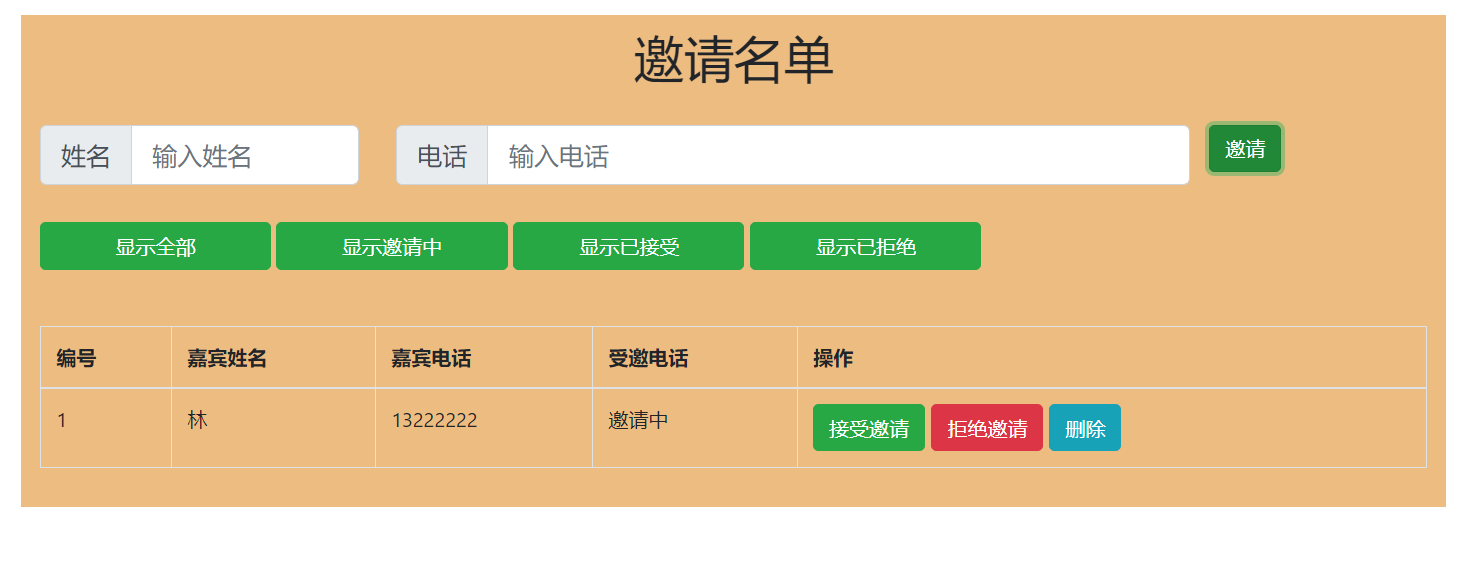 邀请名单
姓名 输入姓名 电话 输入电话 邀请
显示全部 显示邀请中 显示已接受 显示已拒绝
编号 嘉宾姓名 嘉宾电话 受邀电话 操作
1 林 13222222 邀请中 接受邀请 拒绝邀请 删除